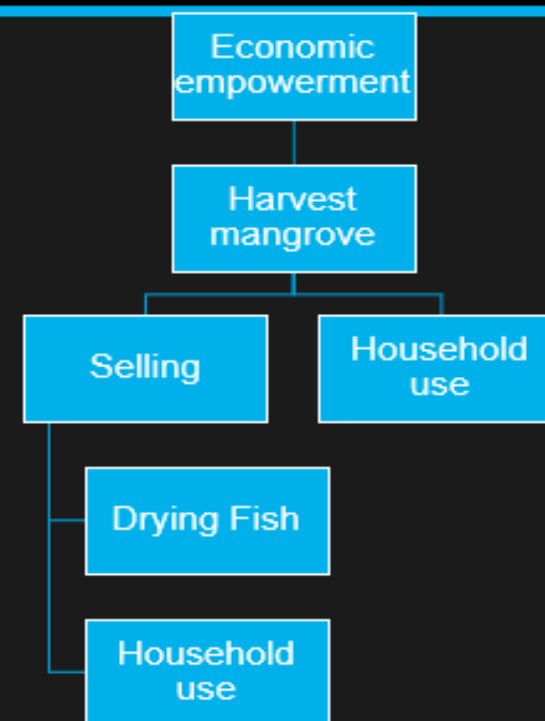 Economic
empowerment
Harvest
mangrove
Selling
Household
use
Drying Fish
Household
use